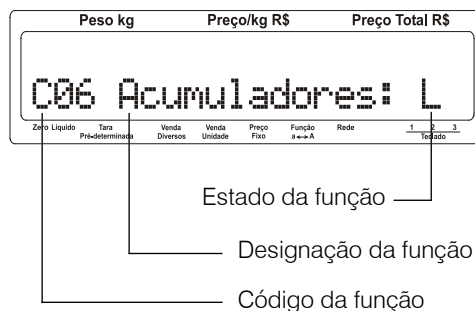 Peso kg Preço/kg R$ Preço Total R$
C06 Acumuladores: L
Zero Líquido Tara Pré-determinada Venda Diversos Venda Unidade Preço Fixo Função a↔A Rede 1 2 3 Teclado
Estado da função
Designação da função
Código da função